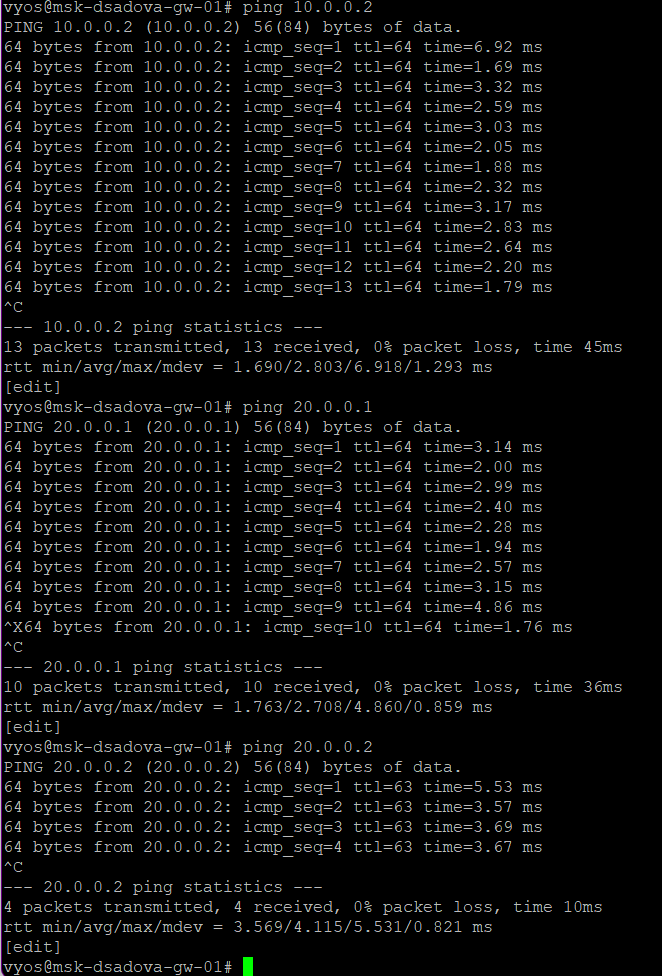 vyos@msk-dsadova-gw-01# ping 10.0.0.2
PING 10.0.0.2 (10.0.0.2) 56(84) bytes of data.
64 bytes from 10.0.0.2: icmp_seq=1 ttl=64 time=6.92 ms
64 bytes from 10.0.0.2: icmp_seq=2 ttl=64 time=1.69 ms
64 bytes from 10.0.0.2: icmp_seq=3 ttl=64 time=3.32 ms
64 bytes from 10.0.0.2: icmp_seq=4 ttl=64 time=2.59 ms
64 bytes from 10.0.0.2: icmp_seq=5 ttl=64 time=3.03 ms
64 bytes from 10.0.0.2: icmp_seq=6 ttl=64 time=2.05 ms
64 bytes from 10.0.0.2: icmp_seq=7 ttl=64 time=1.88 ms
64 bytes from 10.0.0.2: icmp_seq=8 ttl=64 time=2.32 ms
64 bytes from 10.0.0.2: icmp_seq=9 ttl=64 time=3.17 ms
64 bytes from 10.0.0.2: icmp_seq=10 ttl=64 time=2.83 ms
64 bytes from 10.0.0.2: icmp_seq=11 ttl=64 time=2.64 ms
64 bytes from 10.0.0.2: icmp_seq=12 ttl=64 time=2.20 ms
64 bytes from 10.0.0.2: icmp_seq=13 ttl=64 time=1.79 ms
^C
--- 10.0.0.2 ping statistics ---
13 packets transmitted, 13 received, 0% packet loss, time 45ms
rtt min/avg/max/mdev = 1.690/2.803/6.918/1.293 ms
[edit]
vyos@msk-dsadova-gw-01# ping 20.0.0.1
PING 20.0.0.1 (20.0.0.1) 56(84) bytes of data.
64 bytes from 20.0.0.1: icmp_seq=1 ttl=64 time=3.14 ms
64 bytes from 20.0.0.1: icmp_seq=2 ttl=64 time=2.00 ms
64 bytes from 20.0.0.1: icmp_seq=3 ttl=64 time=2.99 ms
64 bytes from 20.0.0.1: icmp_seq=4 ttl=64 time=2.40 ms
64 bytes from 20.0.0.1: icmp_seq=5 ttl=64 time=2.28 ms
64 bytes from 20.0.0.1: icmp_seq=6 ttl=64 time=1.94 ms
64 bytes from 20.0.0.1: icmp_seq=7 ttl=64 time=2.57 ms
64 bytes from 20.0.0.1: icmp_seq=8 ttl=64 time=3.15 ms
64 bytes from 20.0.0.1: icmp_seq=9 ttl=64 time=4.86 ms
^X64 bytes from 20.0.0.1: icmp_seq=10 ttl=64 time=1.76 ms
^C
--- 20.0.0.1 ping statistics ---
10 packets transmitted, 10 received, 0% packet loss, time 36ms
rtt min/avg/max/mdev = 1.763/2.708/4.860/0.859 ms
[edit]
vyos@msk-dsadova-gw-01# ping 20.0.0.2
PING 20.0.0.2 (20.0.0.2) 56(84) bytes of data.
64 bytes from 20.0.0.2: icmp_seq=1 ttl=63 time=5.53 ms
64 bytes from 20.0.0.2: icmp_seq=2 ttl=63 time=3.57 ms
64 bytes from 20.0.0.2: icmp_seq=3 ttl=63 time=3.69 ms
64 bytes from 20.0.0.2: icmp_seq=4 ttl=63 time=3.67 ms
^C
--- 20.0.0.2 ping statistics ---
4 packets transmitted, 4 received, 0% packet loss, time 10ms
rtt min/avg/max/mdev = 3.569/4.115/5.531/0.821 ms
[edit]
vyos@msk-dsadova-gw-01#